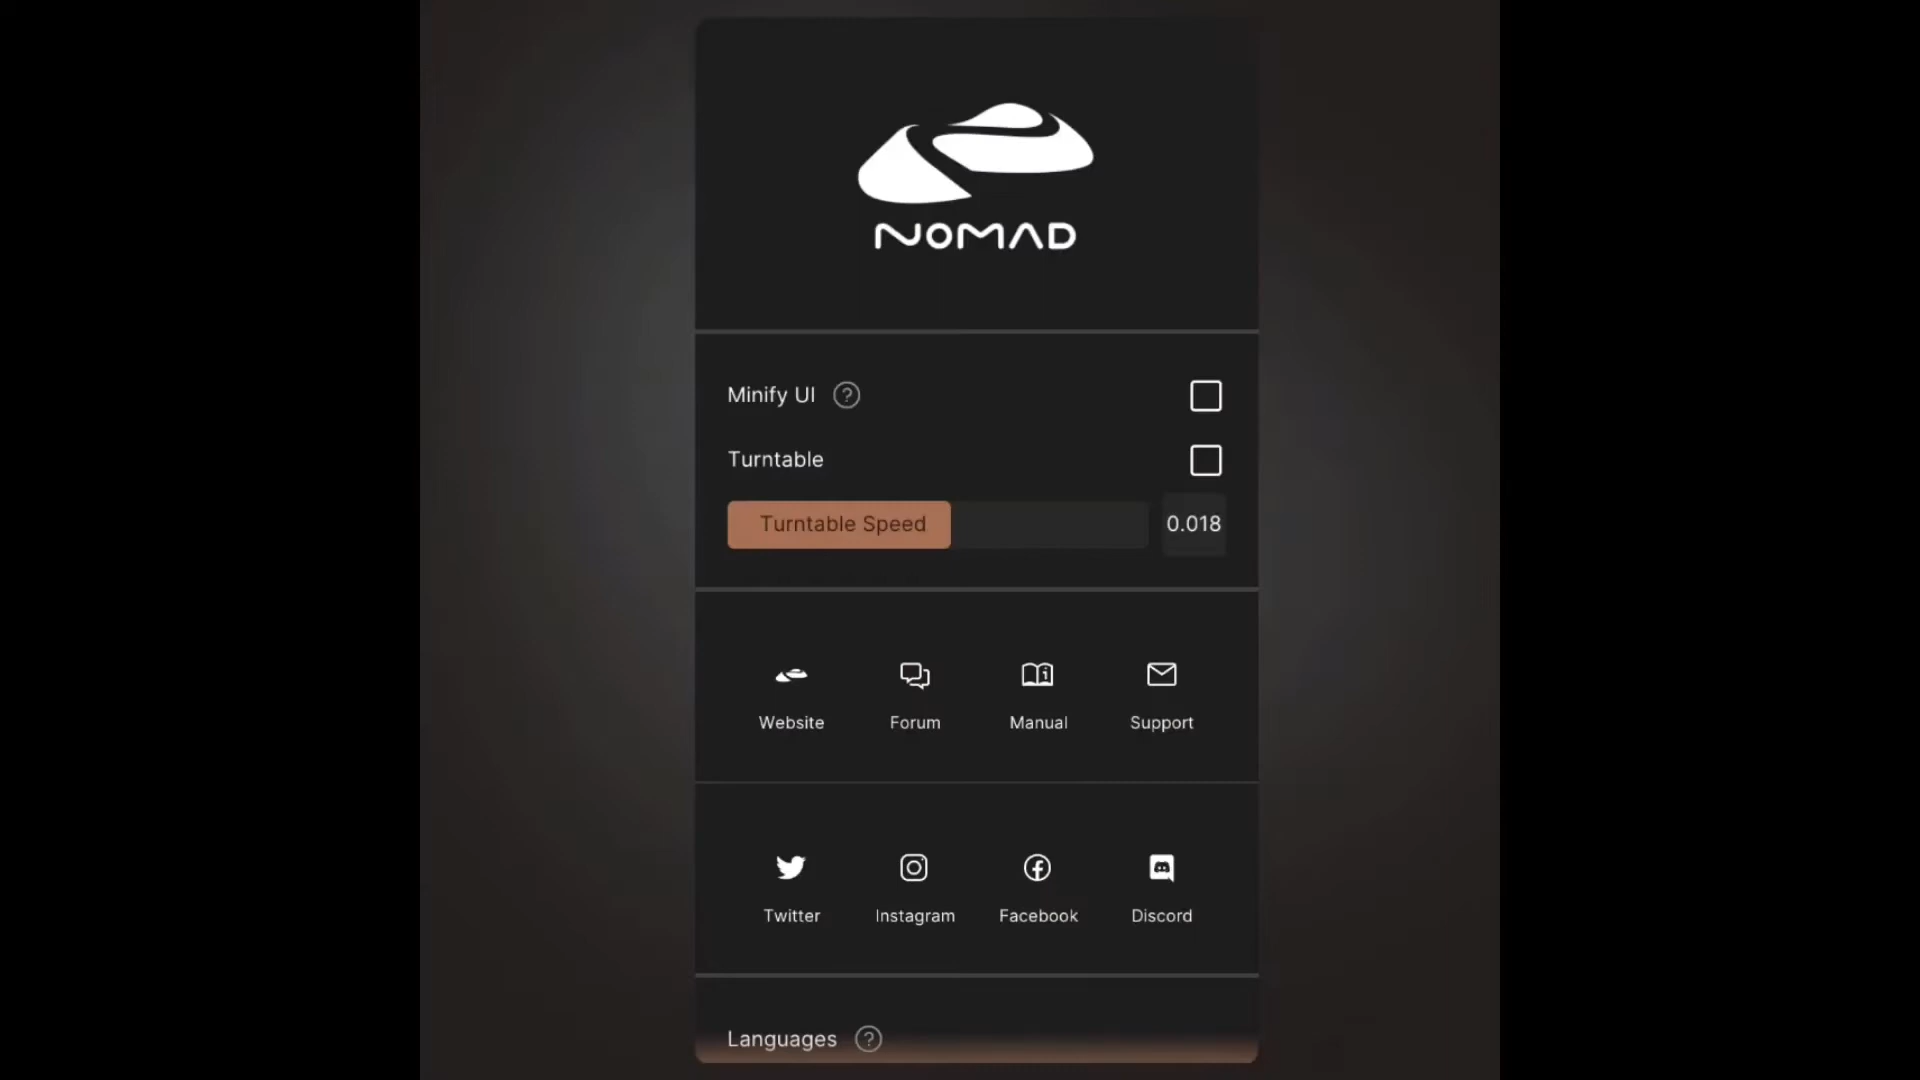 NOMAD
Minify UI ?
Turntable
Turntable Speed 0.018
Website Forum Manual Support
Twitter Instagram Facebook Discord
Languages ?